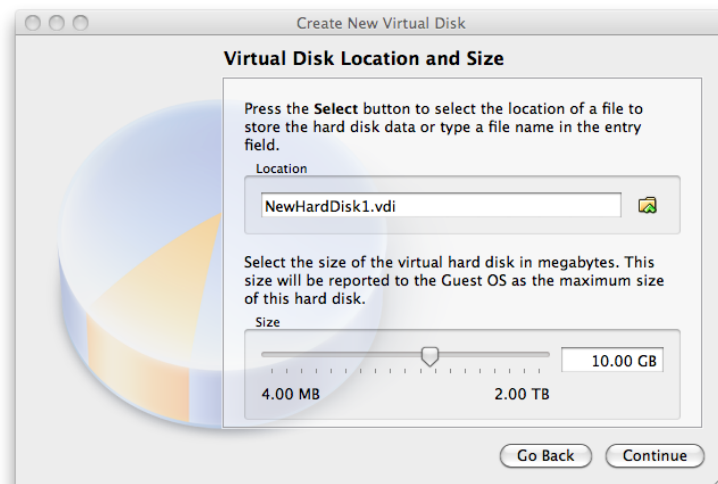 Create New Virtual Disk
Virtual Disk Location and Size
Press the Select button to select the location of a file to
store the hard disk data or type a file name in the entry
field.
Location
NewHardDisk1.vdi
Select the size of the virtual hard disk in megabytes. This
size will be reported to the Guest OS as the maximum size
of this hard disk.
Size
10.00 GB
4.00 MB 2.00 TB
Go Back Continue